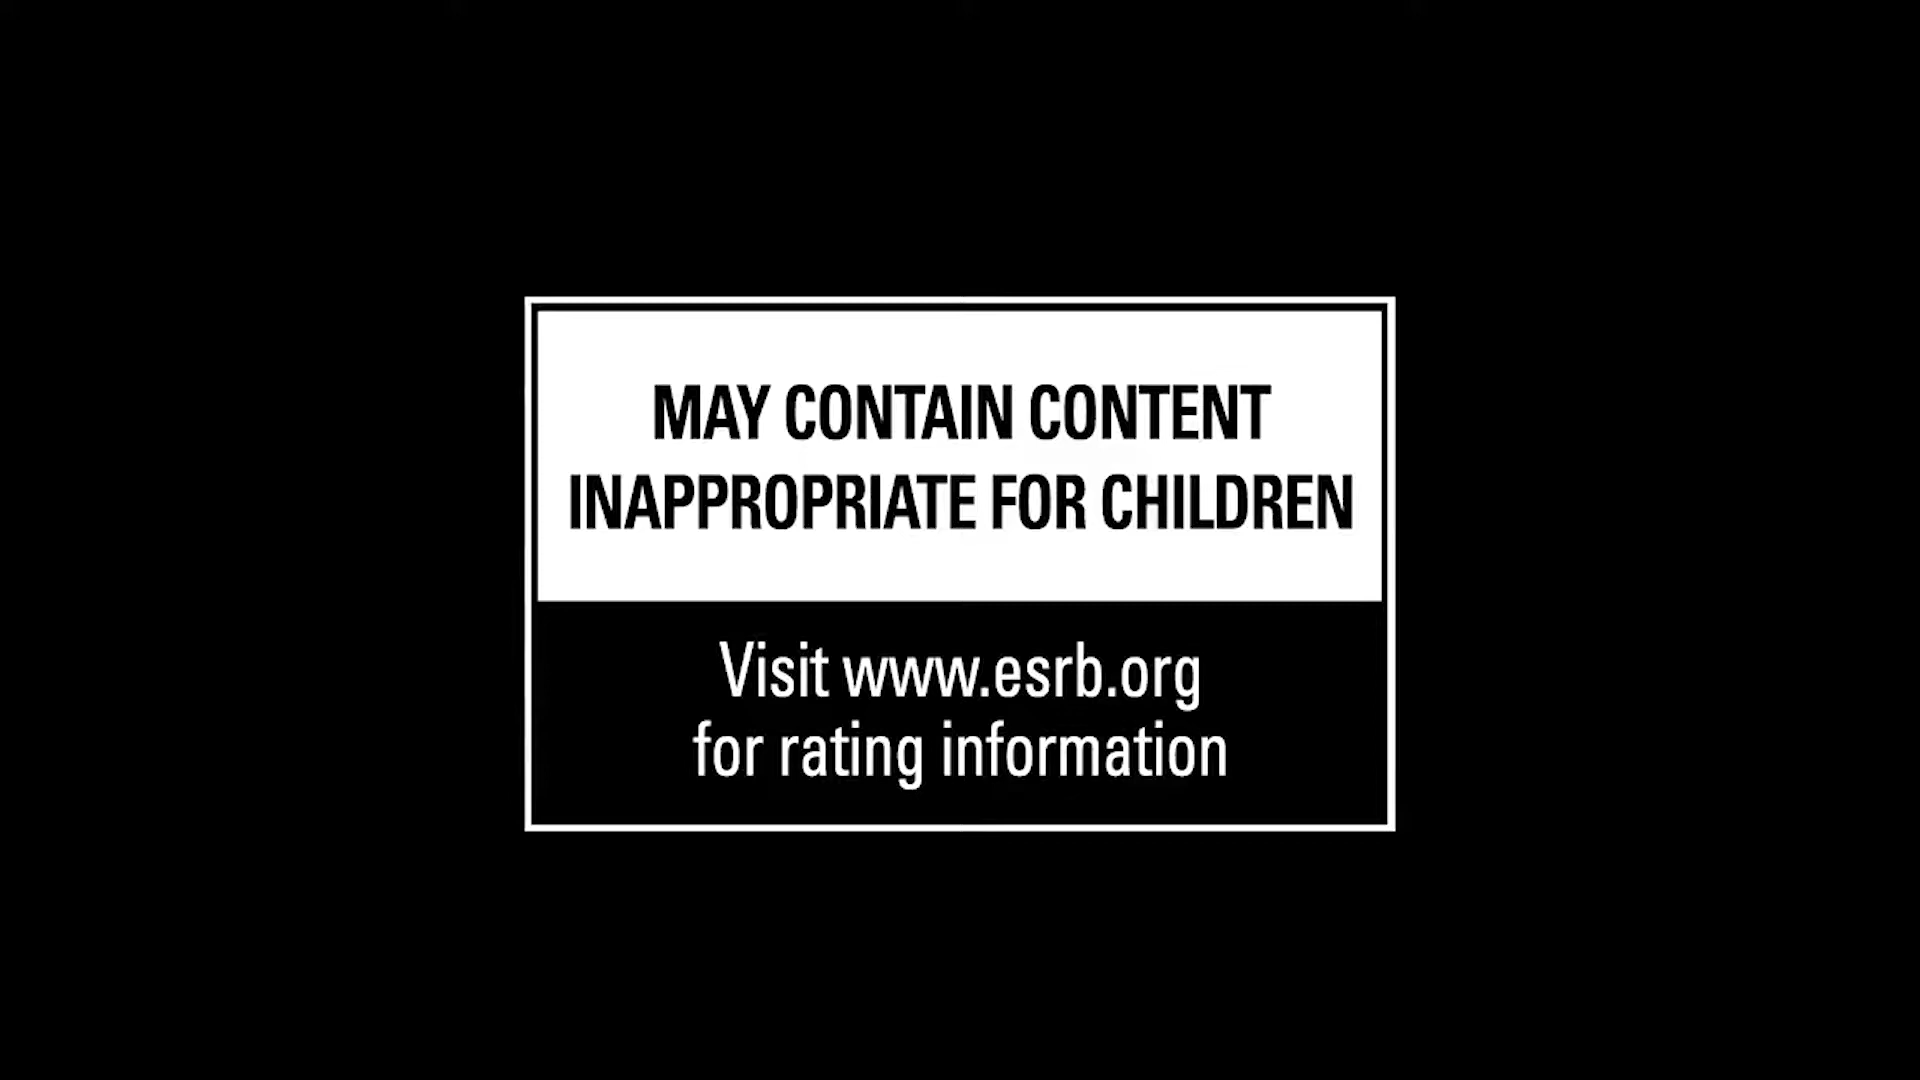 MAY CONTAIN CONTENT
INAPPROPRIATE FOR CHILDREN
Visit www.esrb.org
for rating information